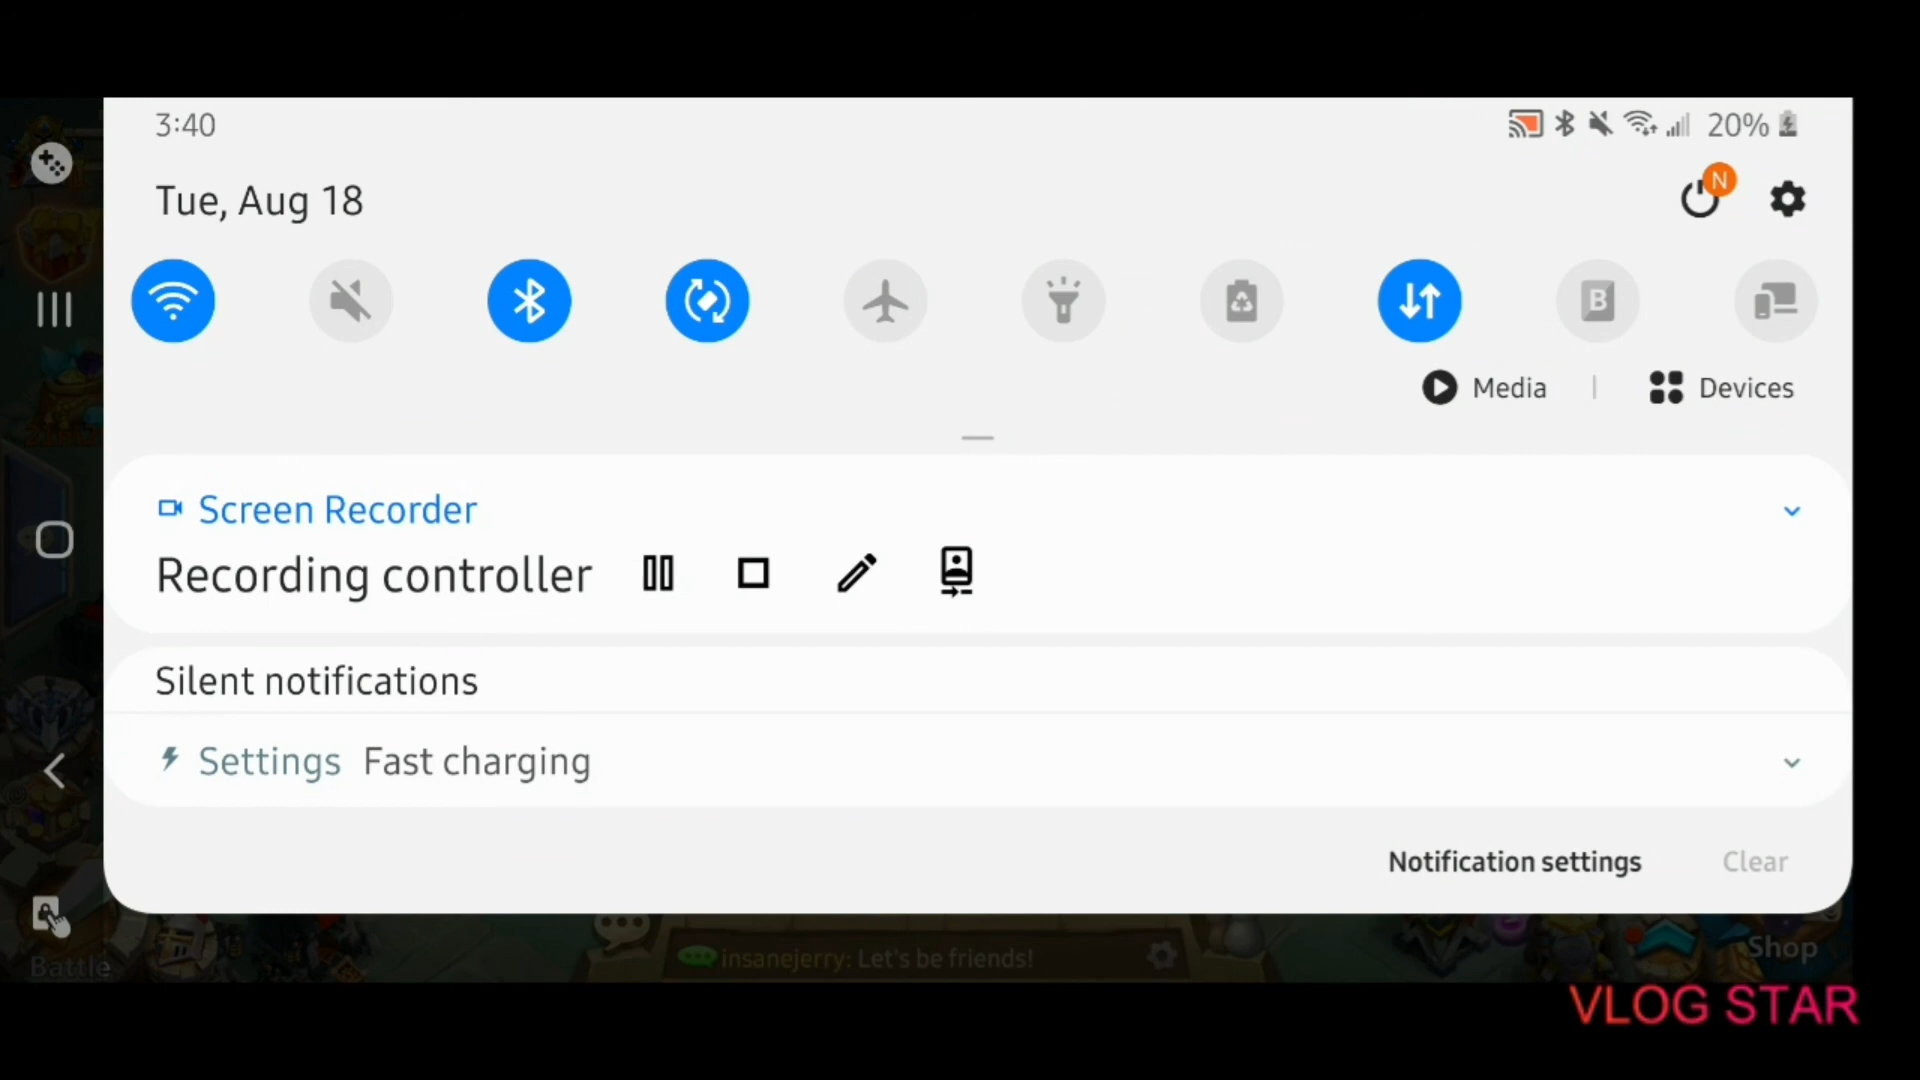 3:40
20%
Tue, Aug 18
N
B
Media | Devices
Screen Recorder
Recording controller
Silent notifications
Settings Fast charging
Notification settings
Clear
insanejerry: Let's be friends!
Battle
Shop
VLOG STAR